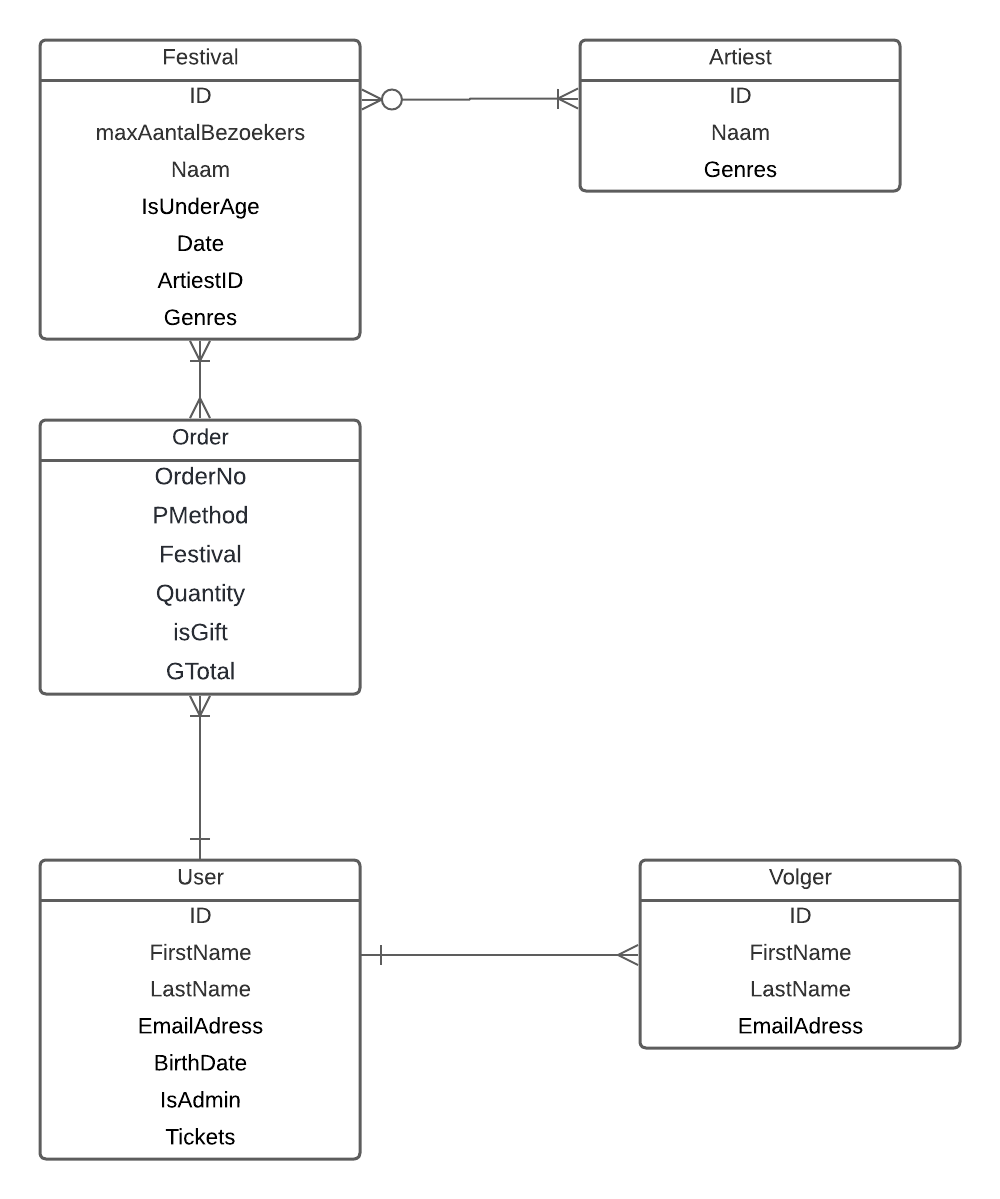 Festival
ID
maxAantalBezoekers
Naam
IsUnderAge
Date
ArtiestID
Genres
Artiest
ID
Naam
Genres
Order
OrderNo
PMethod
Festival
Quantity
isGift
GTotal
User
ID
FirstName
LastName
EmailAdress
BirthDate
IsAdmin
Tickets
Volger
ID
FirstName
LastName
EmailAdress